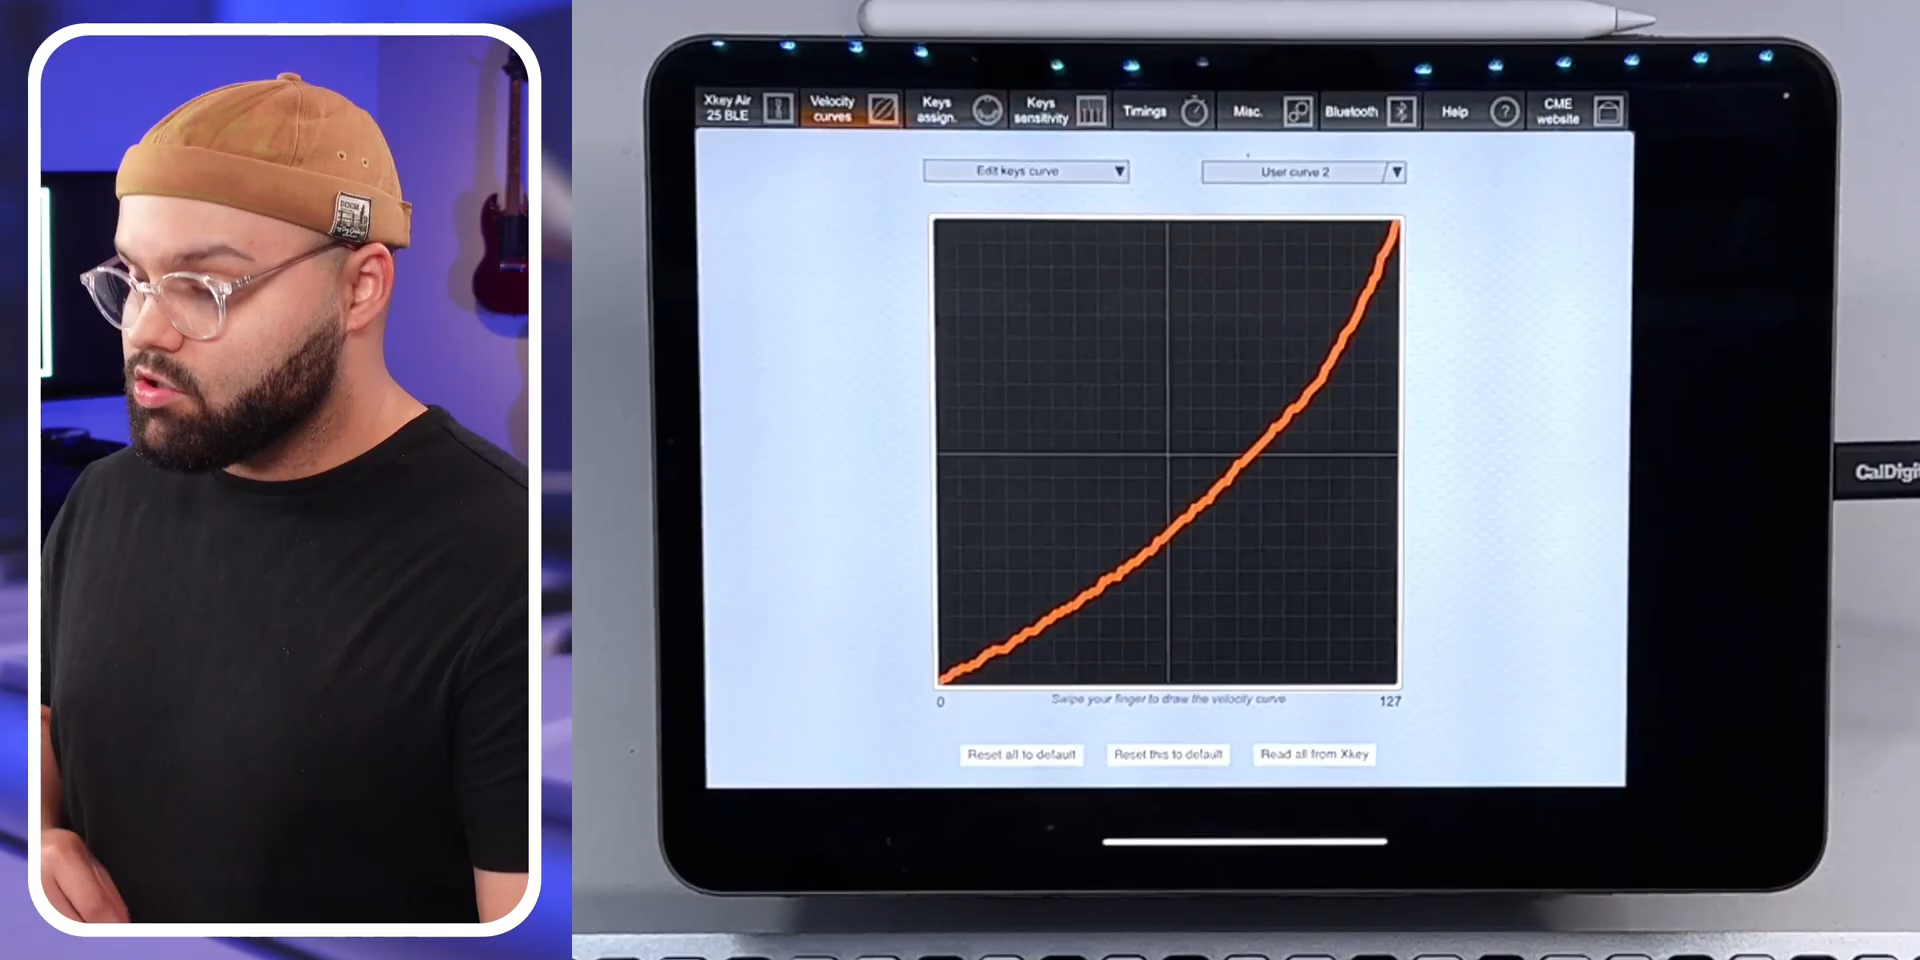 Xkey Air
25 BLE
Velocity
curves
Keys
assign.
Keys
sensitivity
Timings
Misc.
Bluetooth
Help
?
CME
website
Edit keys curve
User curve 2
0
Swipe your finger to draw the velocity curve
127
Reset all to default
Reset this to default
Read all from Xkey
CalDigit
DENIM